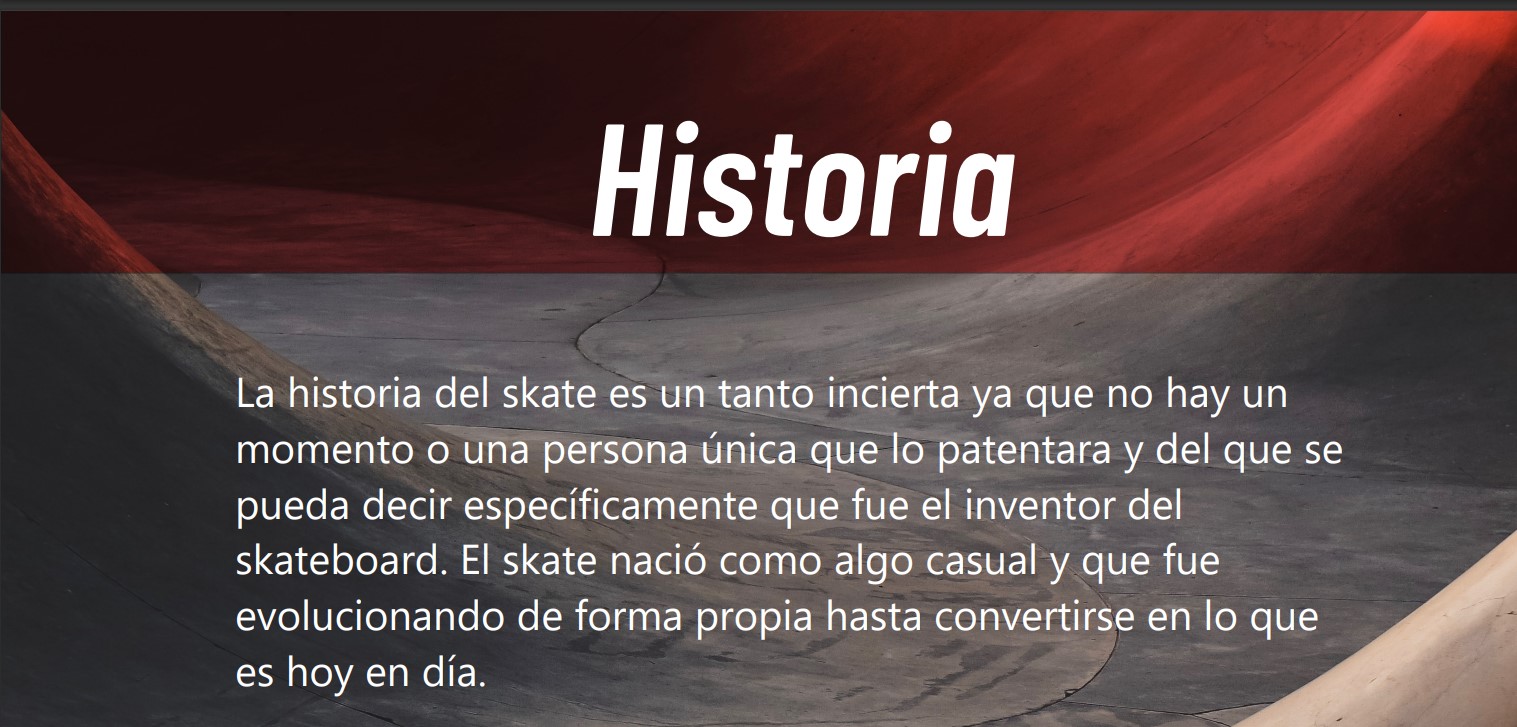 Historia
La historia del skate es un tanto incierta ya que no hay un
momento o una persona única que lo patentara y del que se
pueda decir específicamente que fue el inventor del
skateboard. El skate nació como algo casual y que fue
evolucionando de forma propia hasta convertirse en lo que
es hoy en día.